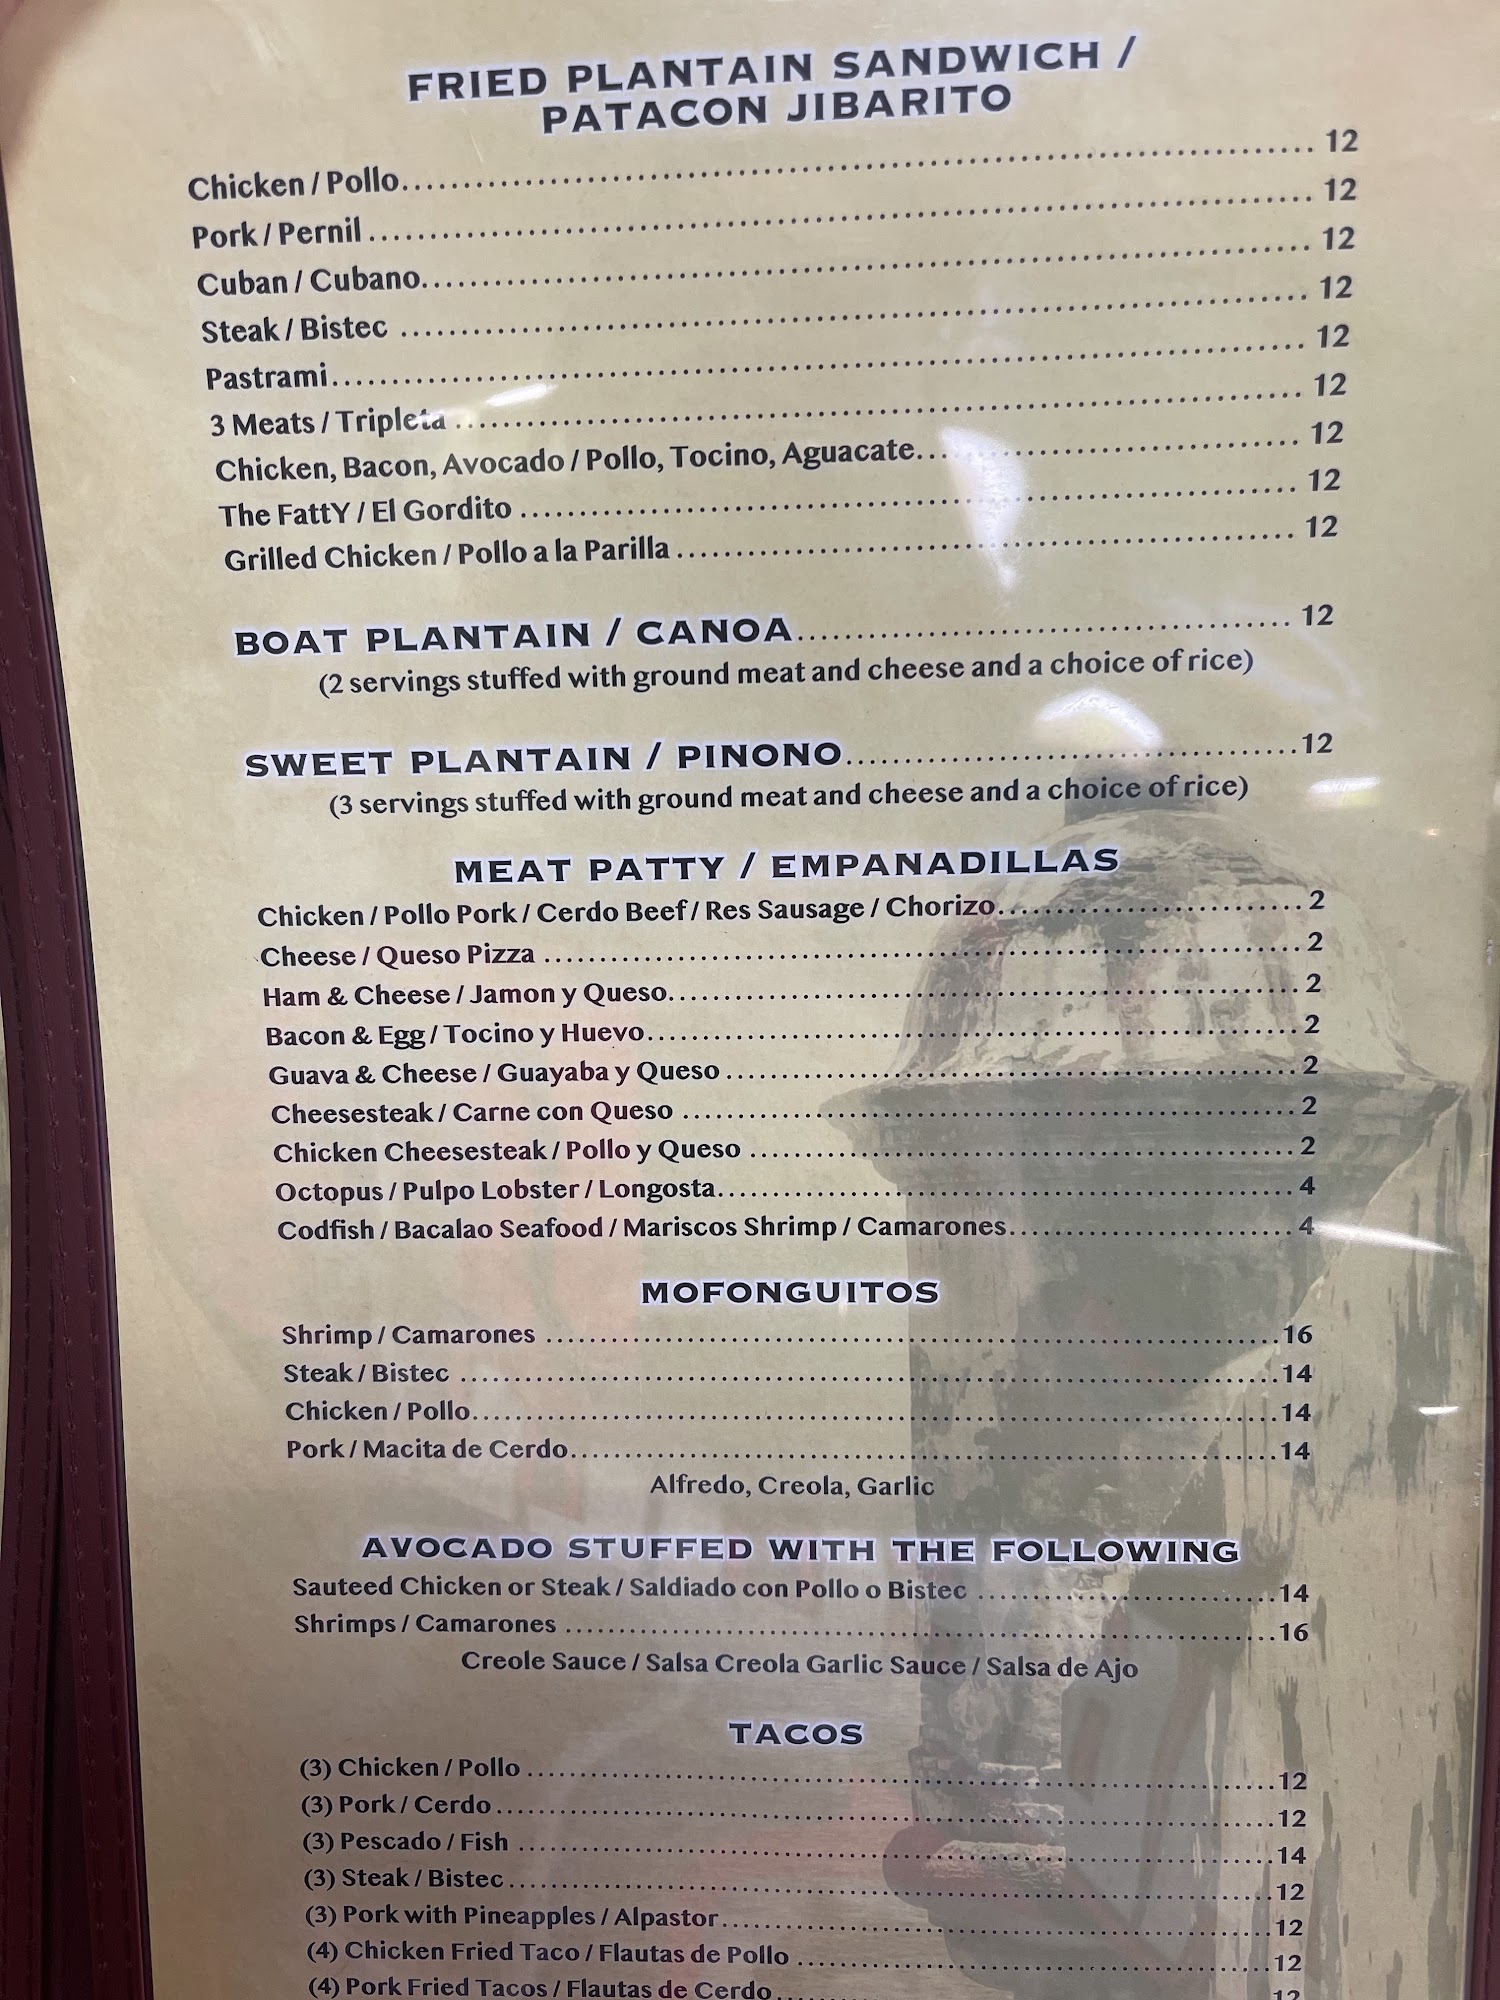 FRIED PLANTAIN SANDWICH /
PATACON JIBARITO
Chicken / Pollo 12
Pork / Pernil 12
Cuban / Cubano 12
Steak / Bistec 12
Pastrami 12
3 Meats / Tripleta 12
Chicken, Bacon, Avocado / Pollo, Tocino, Aguacate 12
The FattY / El Gordito 12
Grilled Chicken / Pollo a la Parilla 12
BOAT PLANTAIN / CANOA 12
(2 servings stuffed with ground meat and cheese and a choice of rice)
SWEET PLANTAIN / PINONO 12
(3 servings stuffed with ground meat and cheese and a choice of rice)
MEAT PATTY / EMPANADILLAS
Chicken / Pollo Pork / Cerdo Beef / Res Sausage / Chorizo 2
Cheese / Queso Pizza 2
Ham & Cheese / Jamon y Queso 2
Bacon & Egg / Tocino y Huevo 2
Guava & Cheese / Guayaba y Queso 2
Cheesesteak / Carne con Queso 2
Chicken Cheesesteak / Pollo y Queso 2
Octopus / Pulpo Lobster / Longosta 4
Codfish / Bacalao Seafood / Mariscos Shrimp / Camarones 4
MOFONGUITOS
Shrimp / Camarones 16
Steak / Bistec 14
Chicken / Pollo 14
Pork / Macita de Cerdo 14
Alfredo, Creola, Garlic
AVOCADO STUFFED WITH THE FOLLOWING
Sauteed Chicken or Steak / Saldiado con Pollo o Bistec 14
Shrimps / Camarones 16
Creole Sauce / Salsa Creola Garlic Sauce / Salsa de Ajo
TACOS
(3) Chicken / Pollo 12
(3) Pork / Cerdo 12
(3) Pescado / Fish 14
(3) Steak / Bistec 12
(3) Pork with Pineapples / Alpastor 12
(4) Chicken Fried Taco / Flautas de Pollo 12
(4) Pork Fried Tacos / Flautas de Cerdo 12